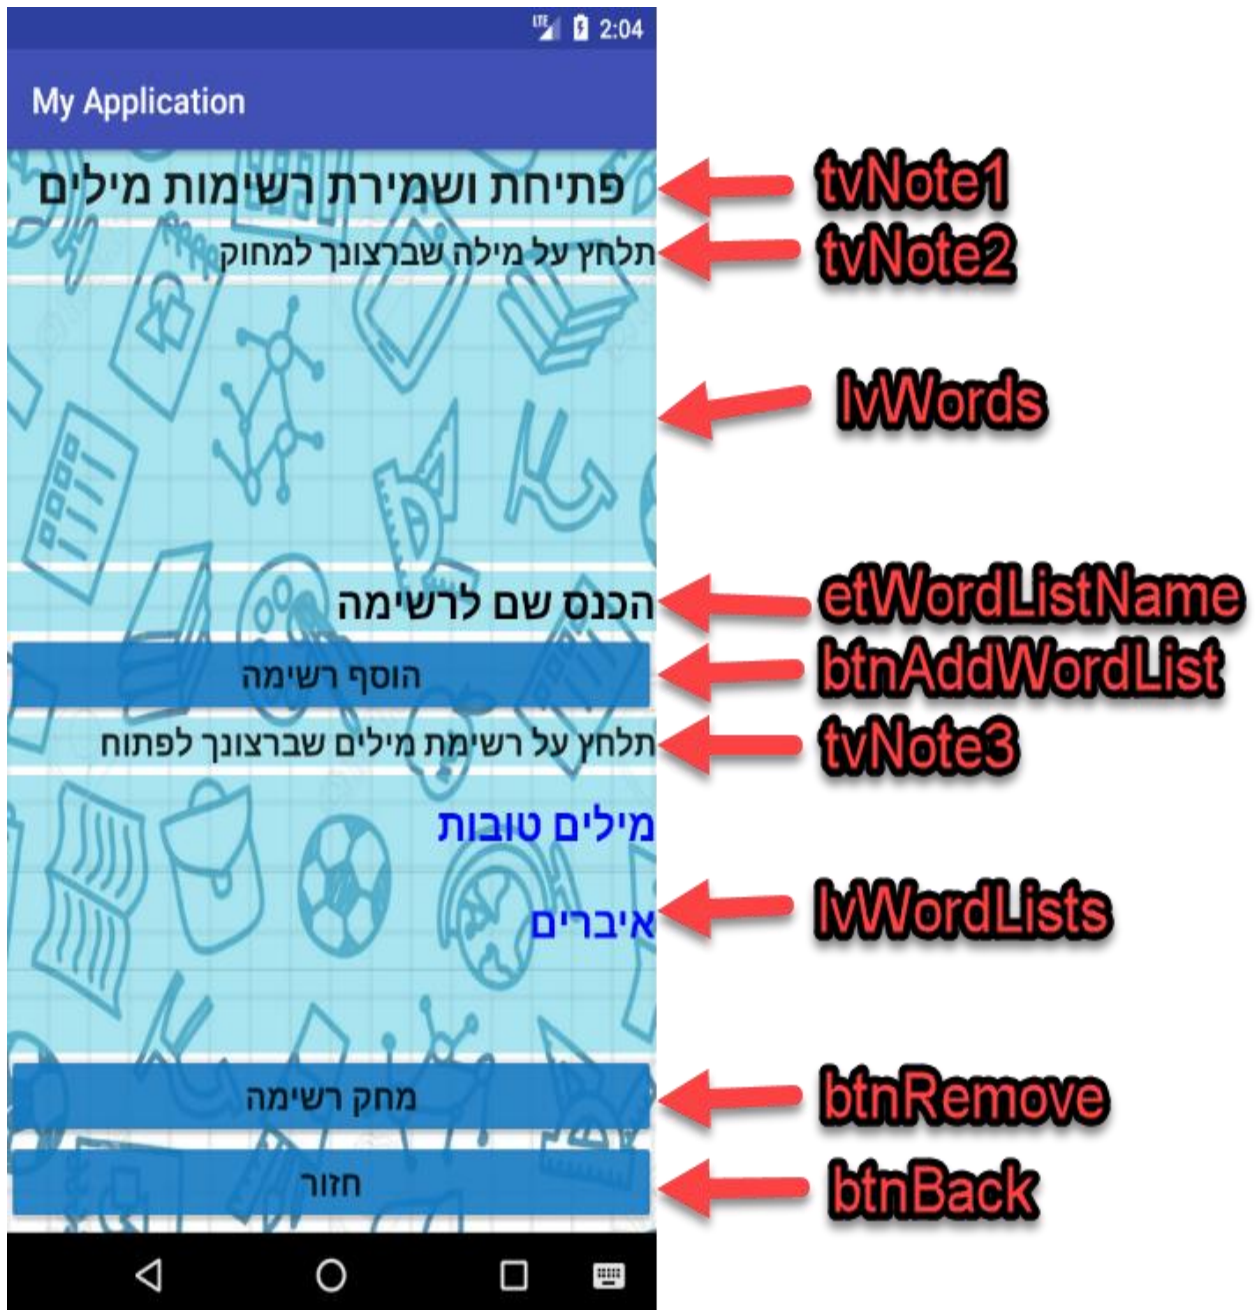 LTE 2:04
My Application
פתיחת ושמירת רשימות מילים
tvNote1
תלחץ על מילה שברצונך למחוק
tvNote2
lvWords
הכנס שם לרשימה
etWordListName
הוסף רשימה
btnAddWordList
תלחץ על רשימת מילים שברצונך לפתוח
tvNote3
מילים טובות
איברים
lvWordLists
מחק רשימה
btnRemove
חזור
btnBack